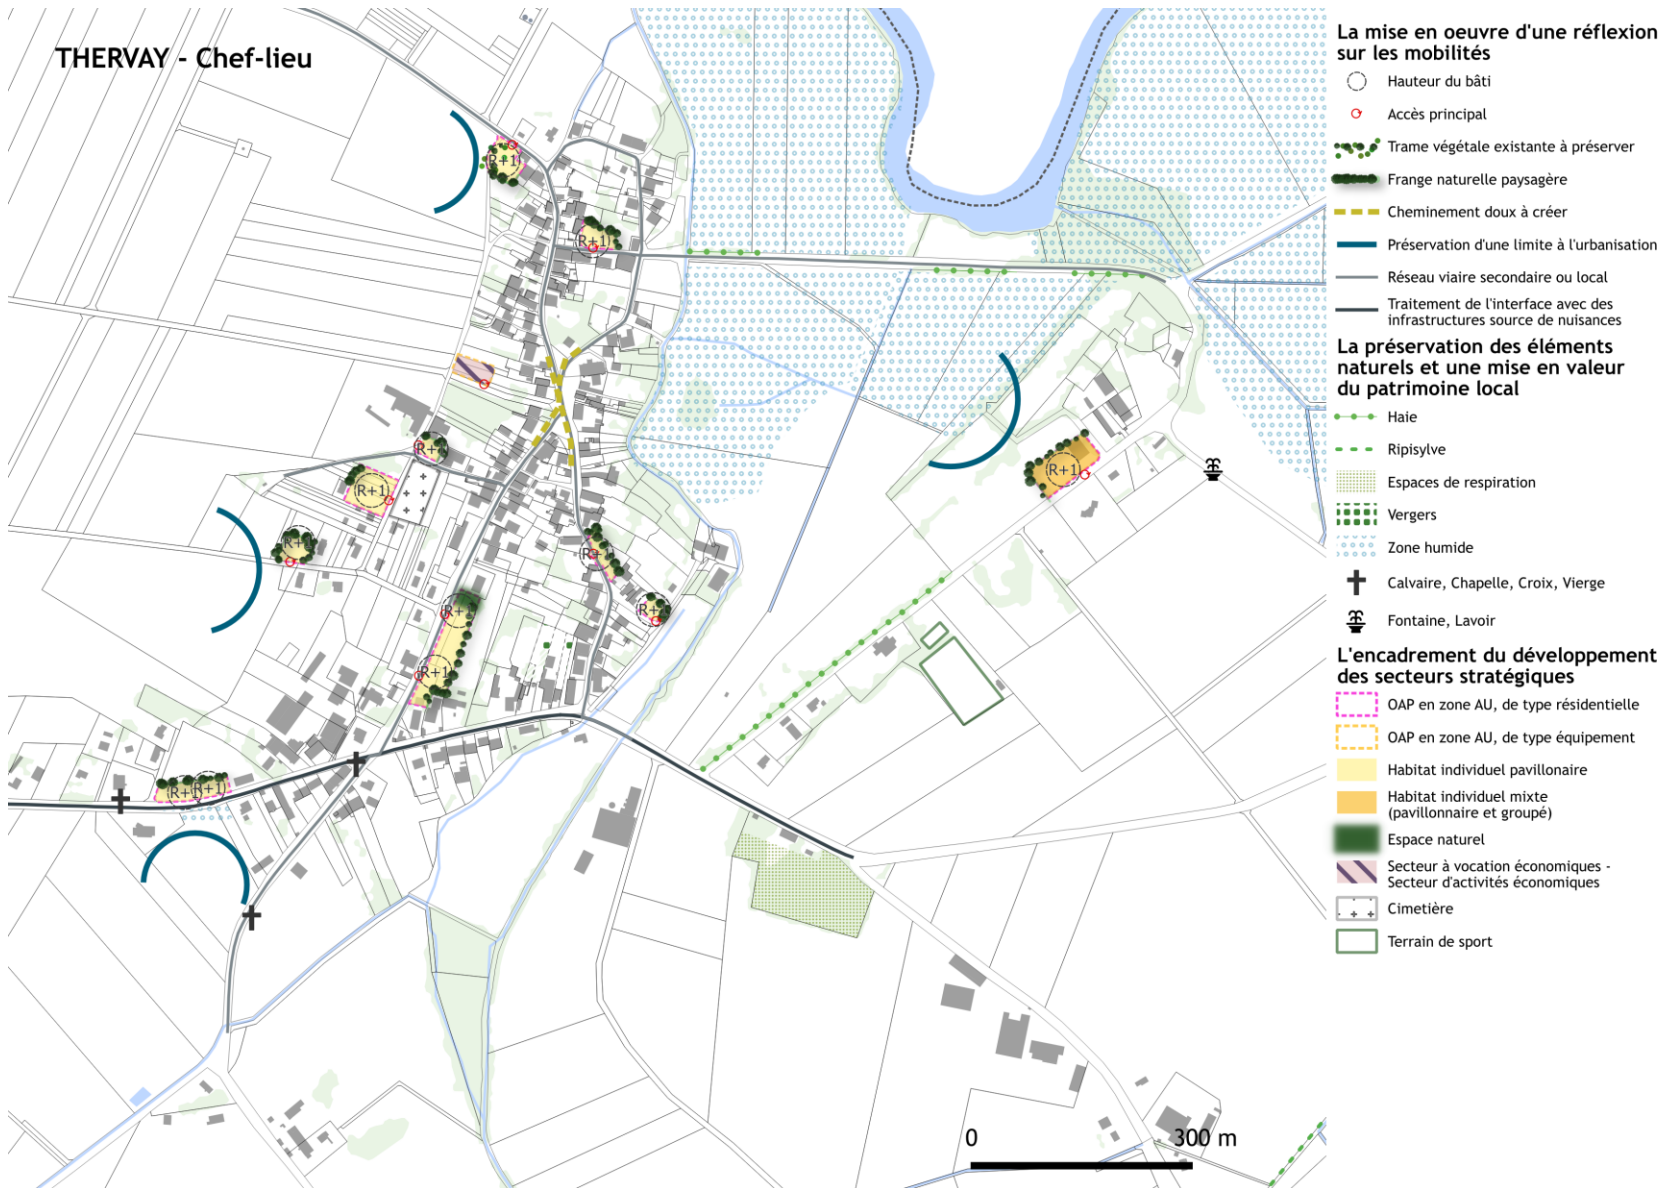 THERVAY - Chef-lieu
R+1
R+1
R+
R+1
R+
R+1
R+1
R+
R+1
R+1
R+1
R+1
0
300 m
La mise en oeuvre d'une réflexion
sur les mobilités
Hauteur du bâti
Accès principal
Trame végétale existante à préserver
Frange naturelle paysagère
Cheminement doux à créer
Préservation d'une limite à l'urbanisation
Réseau viaire secondaire ou local
Traitement de l'interface avec des
infrastructures source de nuisances
La préservation des éléments
naturels et une mise en valeur
du patrimoine local
Haie
Ripisylve
Espaces de respiration
Vergers
Zone humide
Calvaire, Chapelle, Croix, Vierge
Fontaine, Lavoir
L'encadrement du développement
des secteurs stratégiques
OAP en zone AU, de type résidentielle
OAP en zone AU, de type équipement
Habitat individuel pavillonaire
Habitat individuel mixte
(pavillonnaire et groupé)
Espace naturel
Secteur à vocation économiques -
Secteur d'activités économiques
Cimetière
Terrain de sport